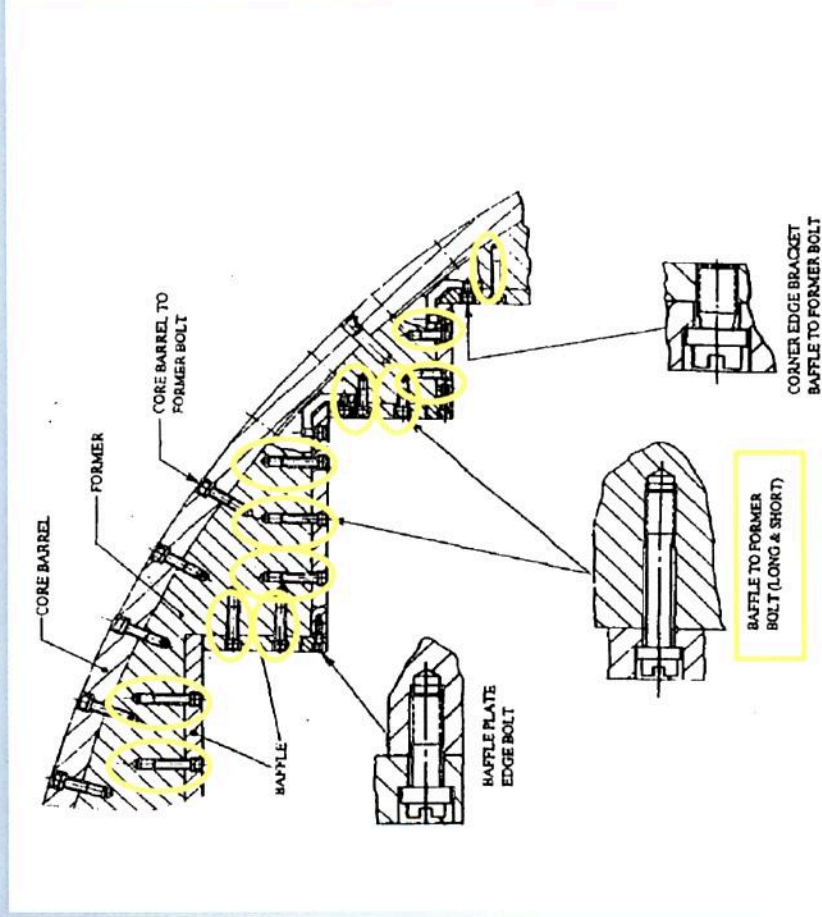 CORE BARREL
FORMER
CORE BARREL TO
FORMER BOLT
BAFFLE
BAFFLE PLATE
EDGE BOLT
BAFFLE TO FORMER
BOLT (LONG & SHORT)
CORNER EDGE BRACKET
BAFFLE TO FORMER BOLT